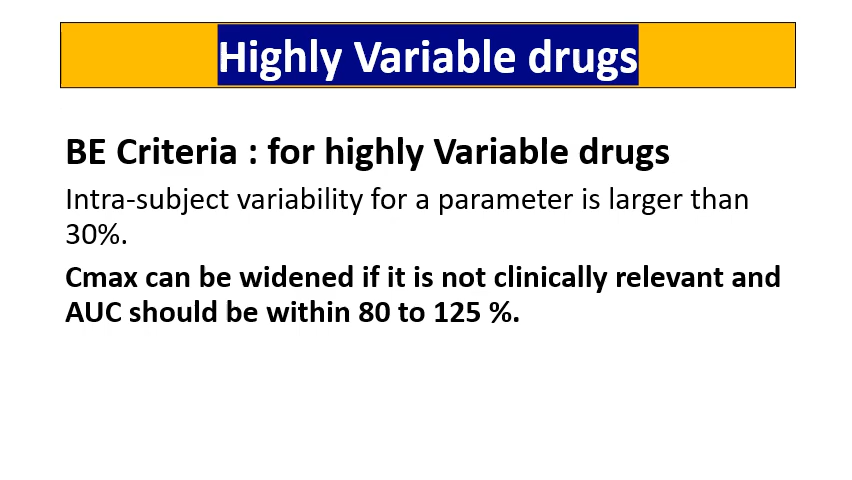 Highly Variable drugs
BE Criteria : for highly Variable drugs
Intra-subject variability for a parameter is larger than
30%.
Cmax can be widened if it is not clinically relevant and
AUC should be within 80 to 125 %.